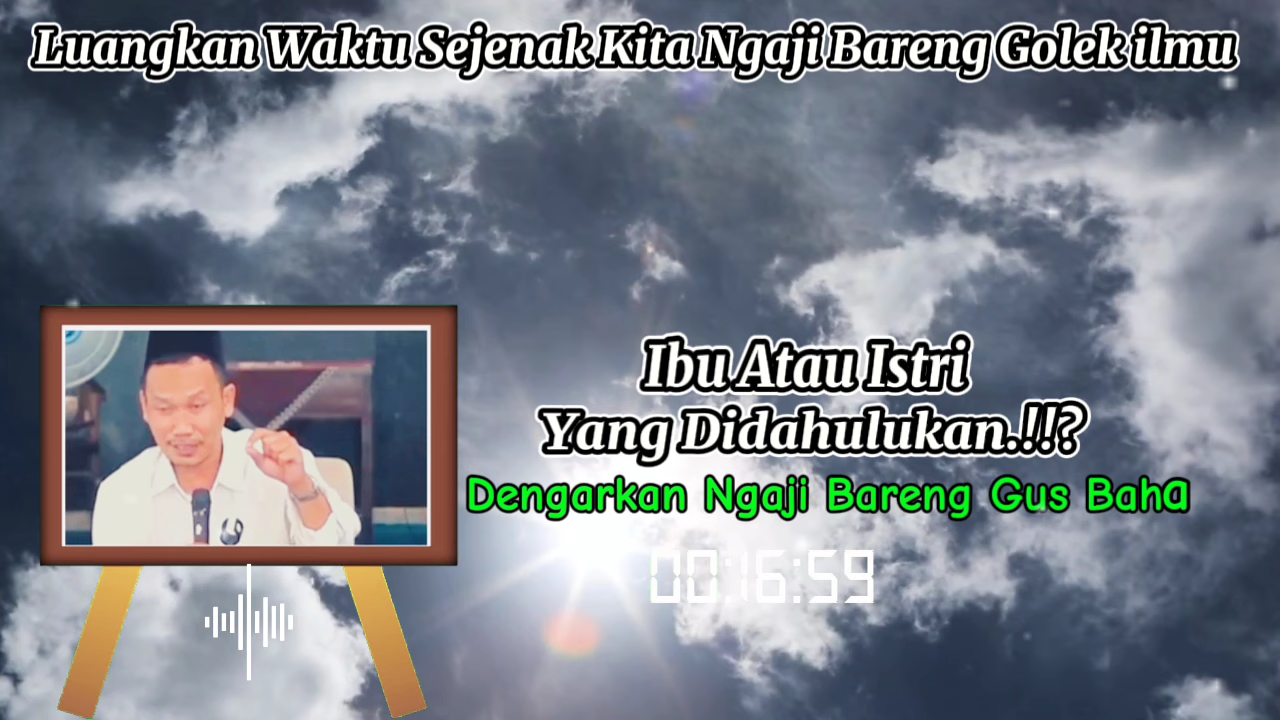 Luangkan Waktu Sejenak Kita Ngaji Bareng Golek ilmu
Ibu Atau Istri
Yang Didahulukan.!!!?
Dengarkan Ngaji Bareng Gus Baha
00:16:59